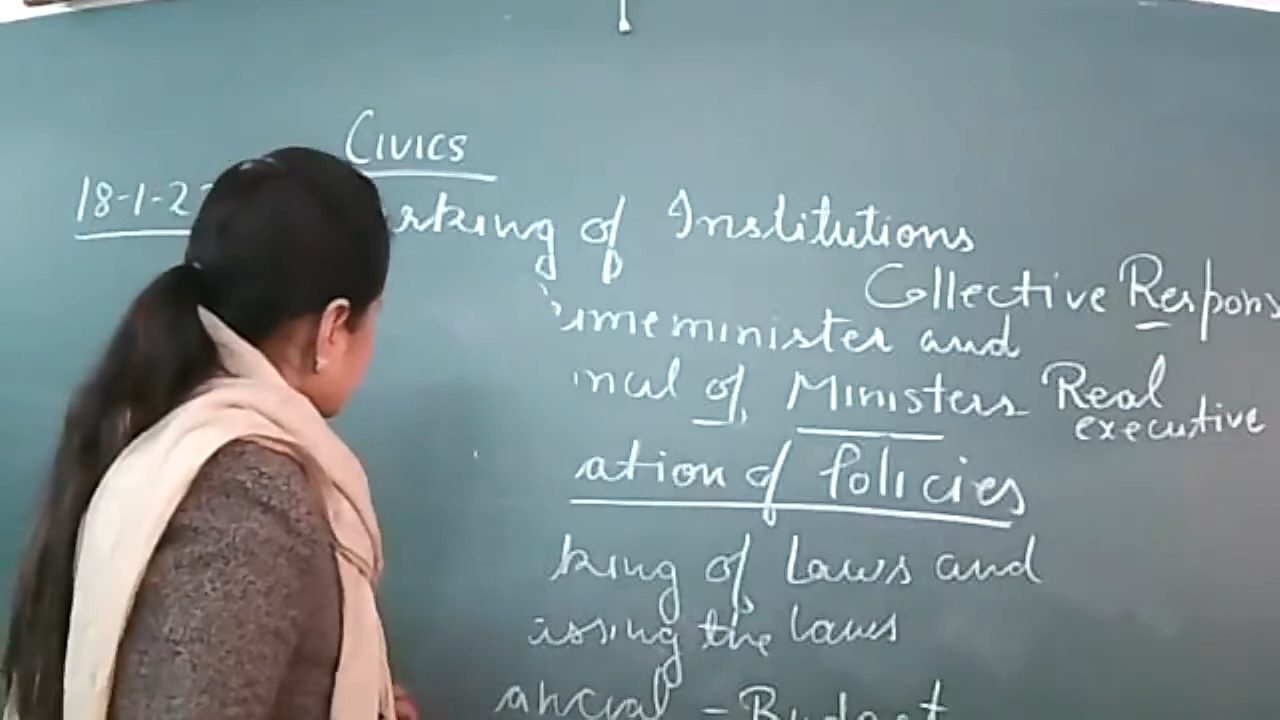 Civics
18-1-2
rking of Institutions
Collective Respons
imeminister and
ncil of Ministers Real
executive
ation of Policies
king of Laws and
issing the laws
ancial - Budget